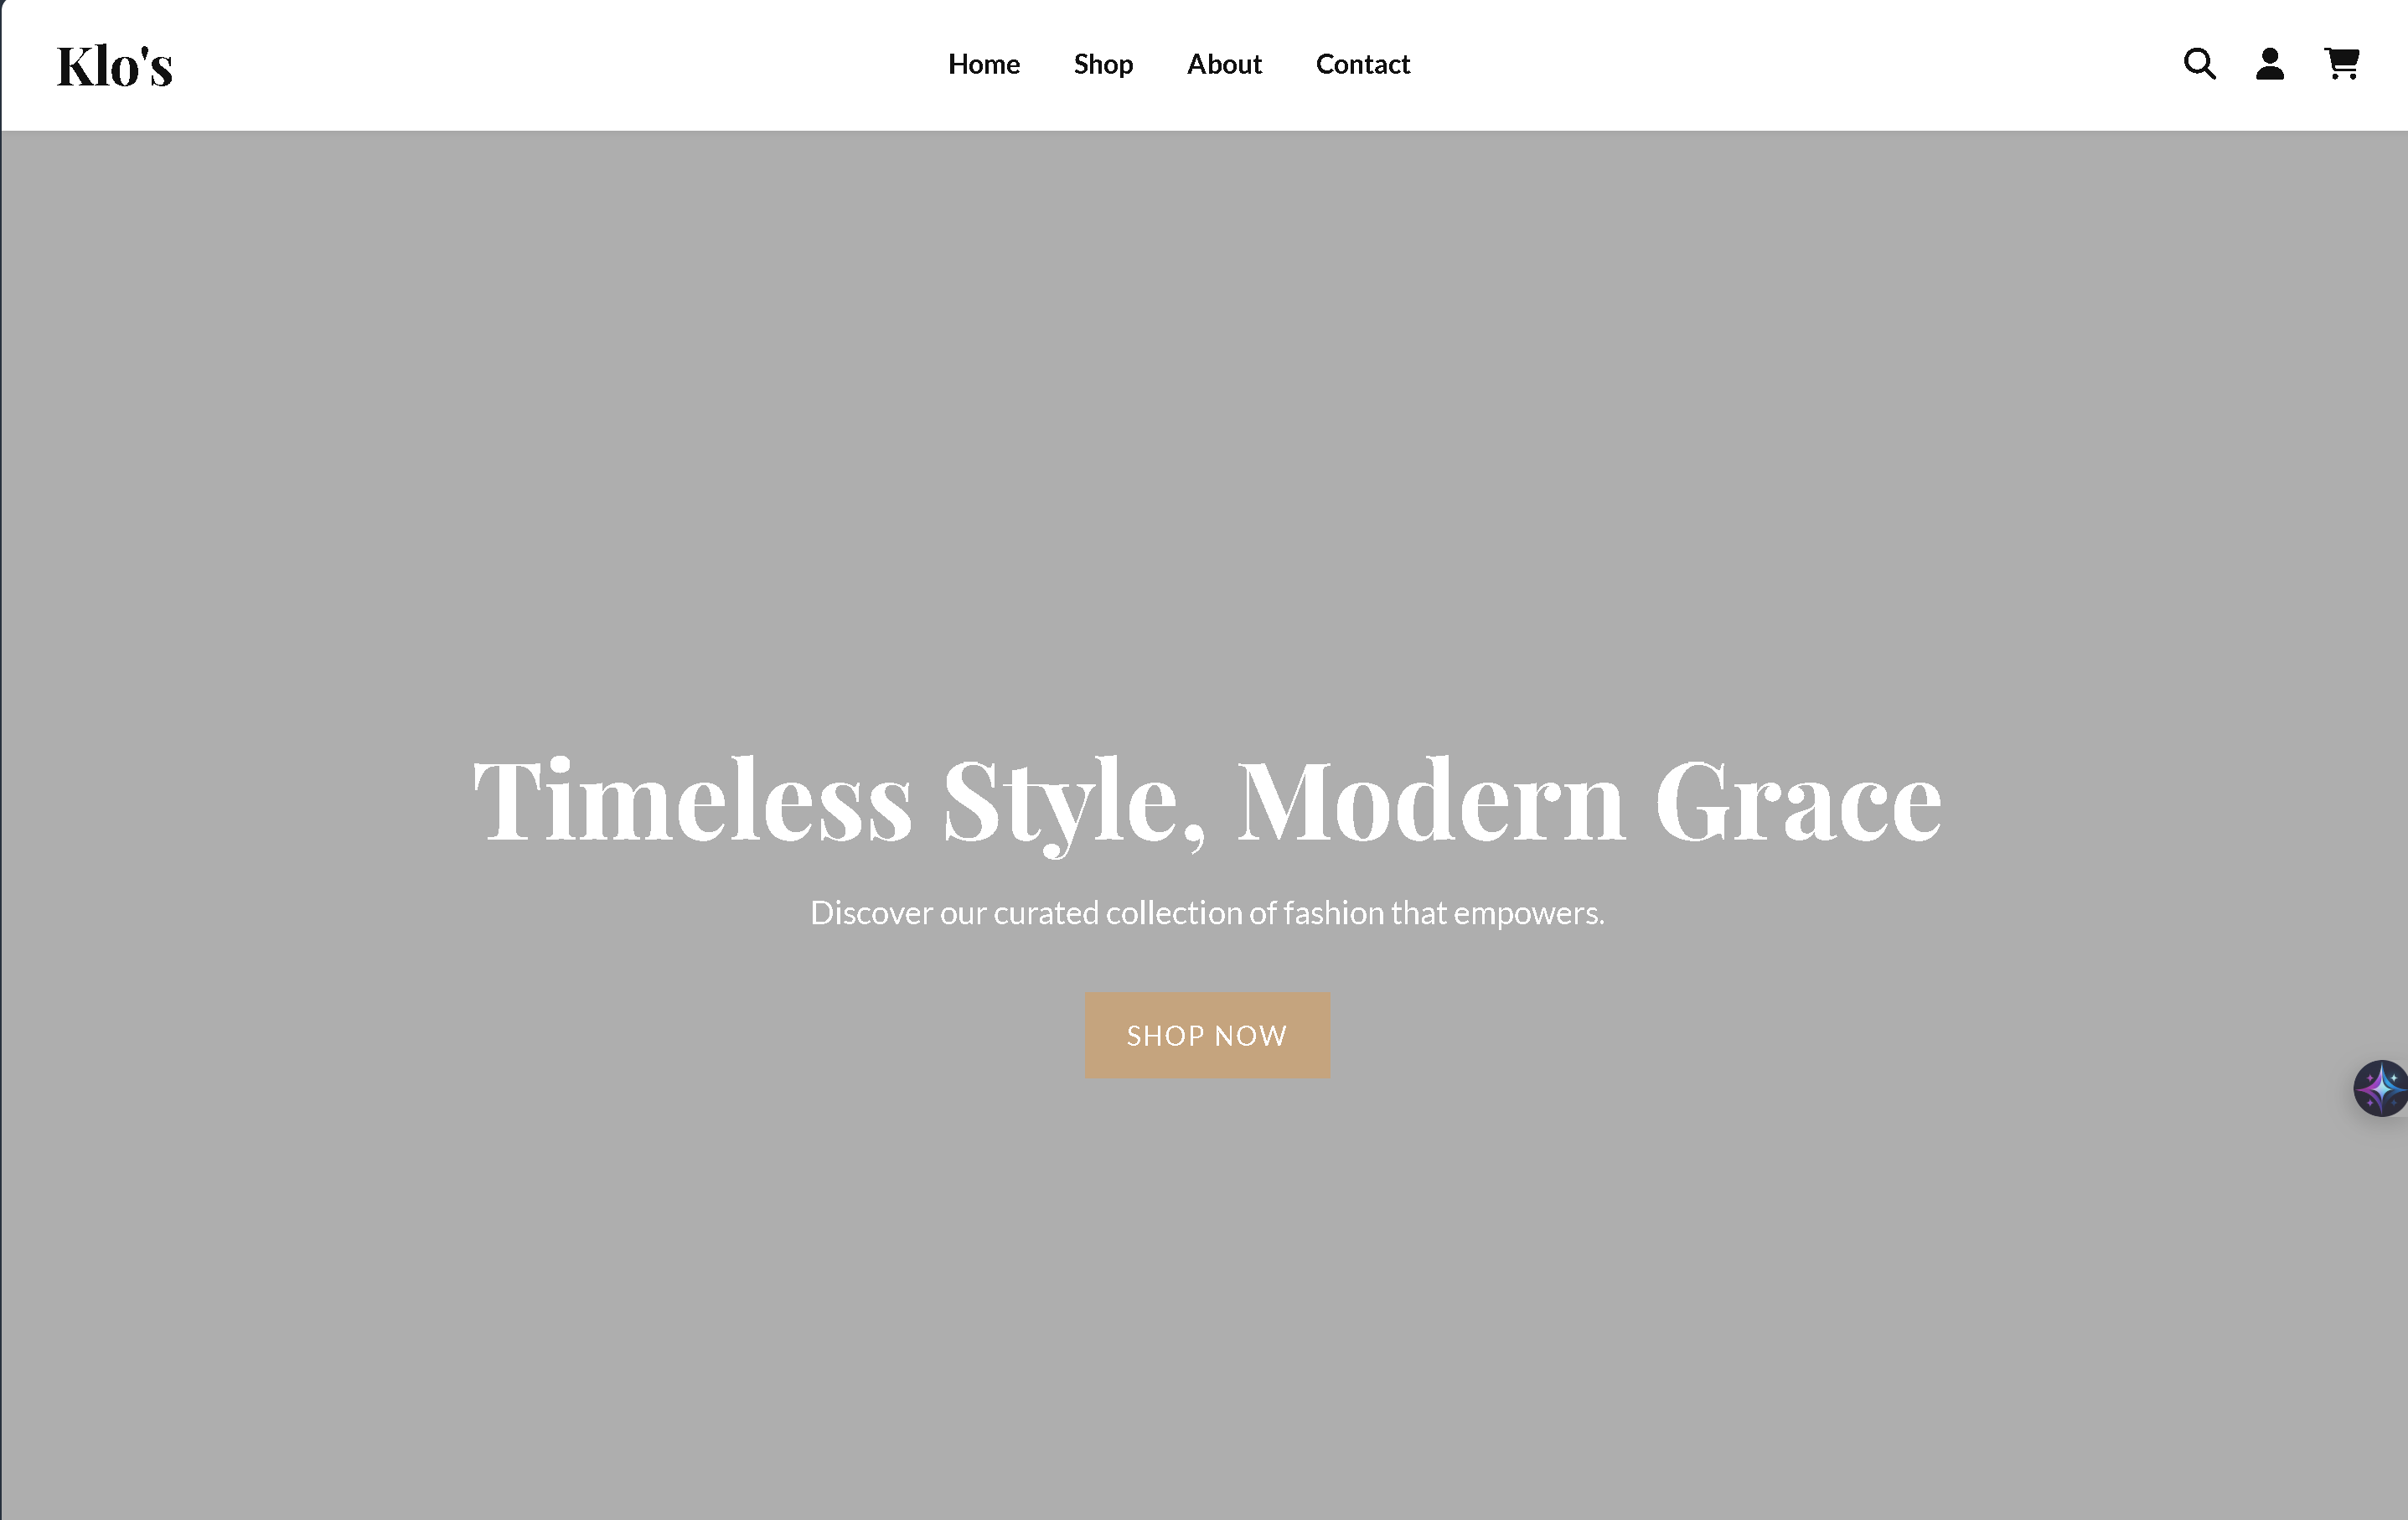 Klo's
Home Shop About Contact
Timeless Style, Modern Grace
Discover our curated collection of fashion that empowers.
SHOP NOW